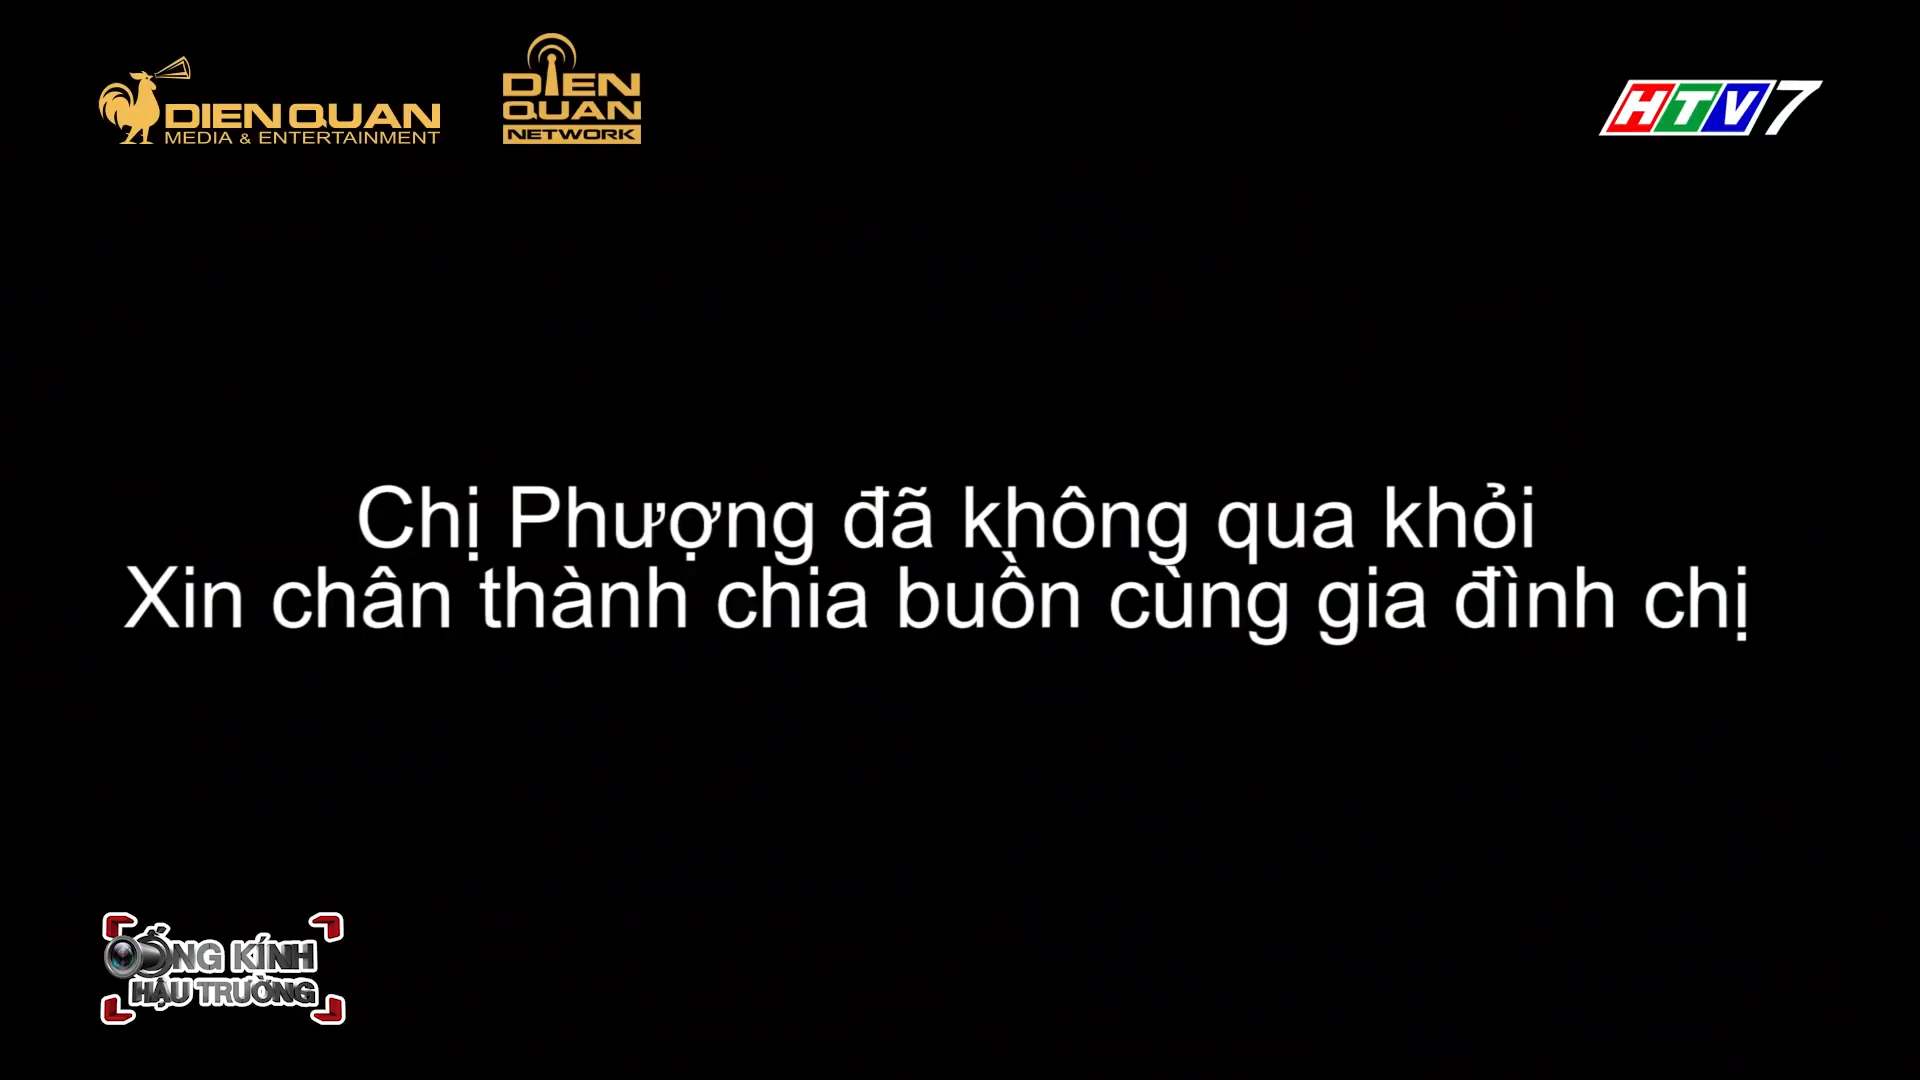 DIEN QUAN
MEDIA & ENTERTAINMENT
DIEN
QUAN
NETWORK
HTV7
Chị Phượng đã không qua khỏi
Xin chân thành chia buồn cùng gia đình chị
ỐNG KÍNH
HẬU TRƯỜNG